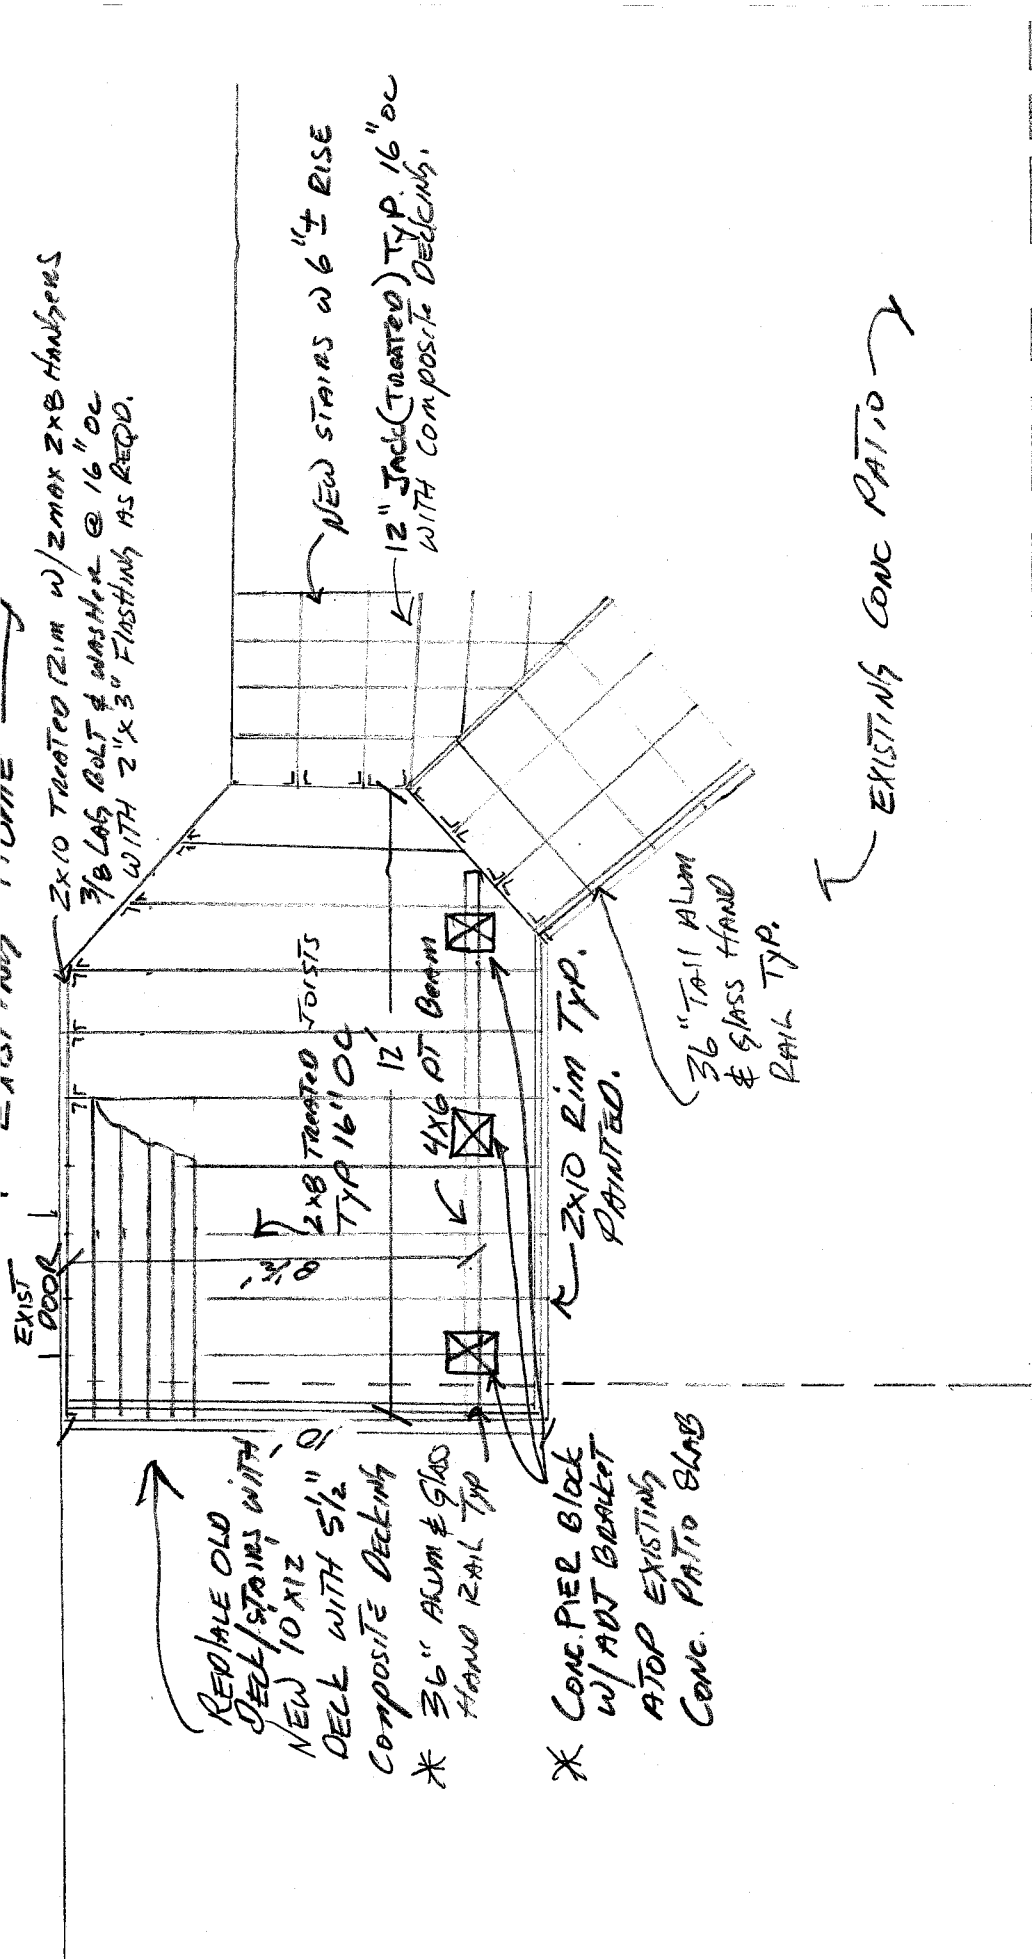 EXISTING HOME
EXIST
DOOR
2x10 TREATED RIM W/ZMAX 2x8 HANGERS
3/8 LAG BOLT & WASHER @ 16" OC
WITH 2"x3" FLASHING AS REQD.
NEW STAIRS W 6"± RISE
12" JACK (TREATED) TYP. 16" OC
WITH COMPOSITE DECKING.
2x8 TREATED JOISTS
TYP 16" OC
12'
4x6 PT BEAM
REPLALE OLD
DECK/STAIRS WITH
NEW 10x12
DECK WITH 5 1/2"
COMPOSITE DECKING
* 36" ALUM & GLASS
HAND RAIL TYP
* CONC. PIER BLOCK
W/ ADJ BRACKET
ATOP EXISTING
CONC. PATIO SLAB
2x10 RIM TYP.
PAINTED.
36" TALL ALUM
& GLASS HAND
RAIL TYP.
EXISTING CONC PATIO